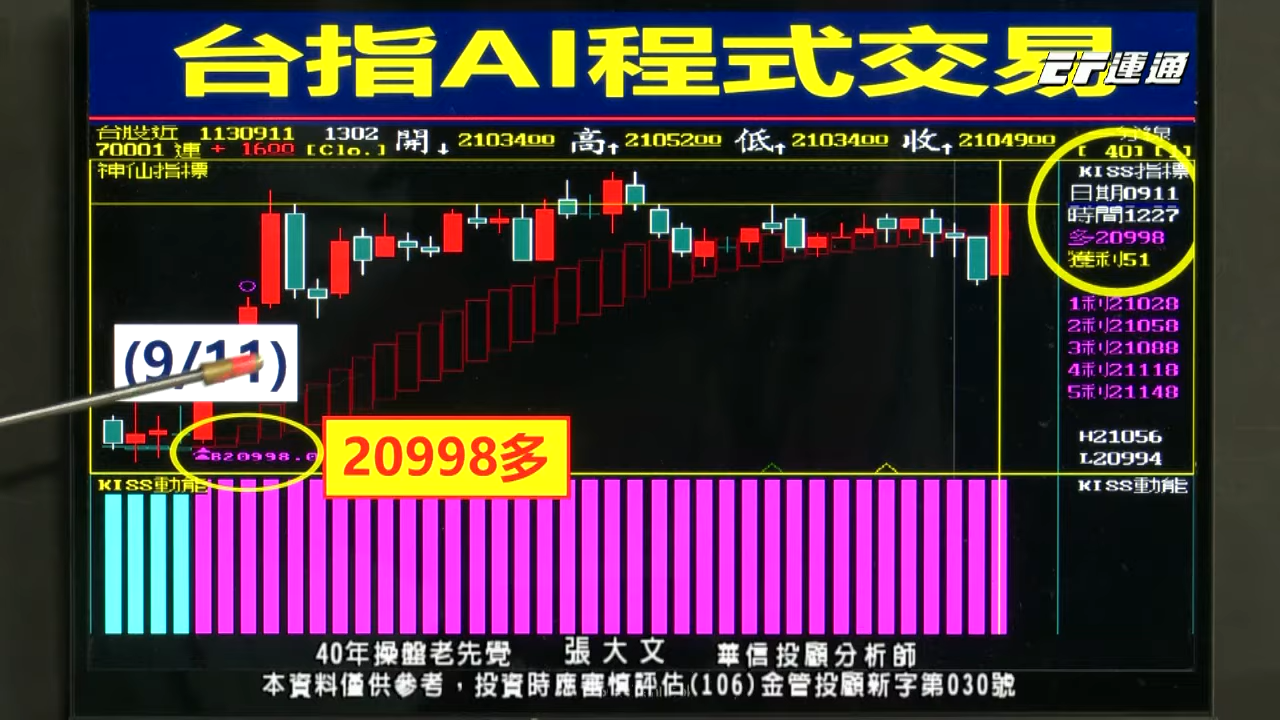 台指AI程式交易
EF運通
台股近 1130911 1302 開↓ 2103400 高↑ 2105200 低↑ 2103400 收↑ 2104900
70001 連 + 1600 [Clo.]
神仙指標
KISS指標
日期0911
時間1227
多20998
獲利51
1利21028
2利21058
3利21088
4利21118
5利21148
H21056
L20994
(9/11)
B20998.0
20998多
KISS動能
KISS動能
40年操盤老先覺 張大文 華信投顧分析師
本資料僅供參考，投資時應審慎評估(106)金管投顧新字第030號